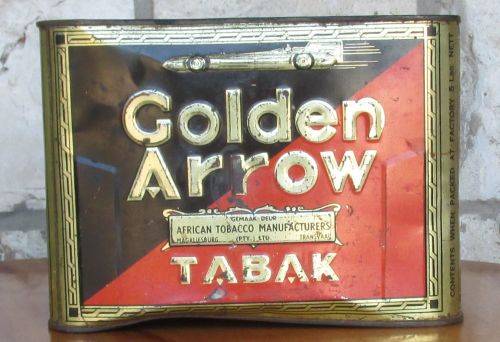 Golden
Arrow
GEMAAK DEUR
AFRICAN TOBACCO MANUFACTURERS
MAGALIESBURG (PTY.) LTD. TRANSVAAL
TABAK
CONTENTS WHEN PACKED AT FACTORY 5 LBS. NETT